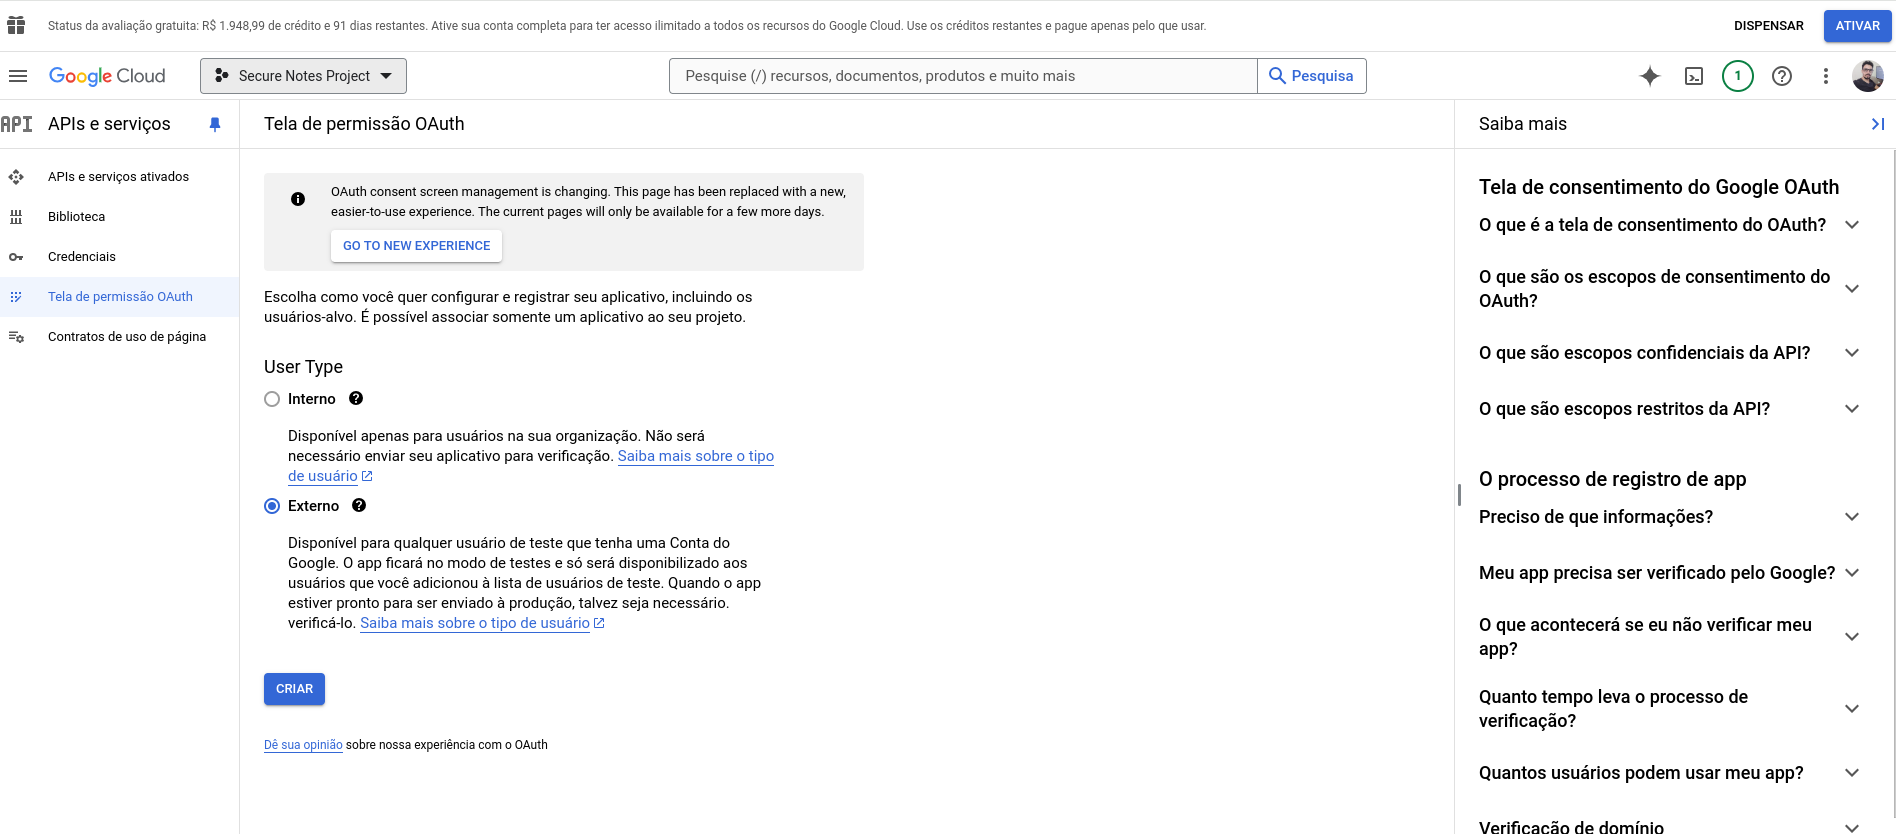 Status da avaliação gratuita: R$ 1.948,99 de crédito e 91 dias restantes. Ative sua conta completa para ter acesso ilimitado a todos os recursos do Google Cloud. Use os créditos restantes e pague apenas pelo que usar.
DISPENSAR
ATIVAR
Google Cloud
Secure Notes Project
Pesquise (/) recursos, documentos, produtos e muito mais
Pesquisa
1
API
APIs e serviços
APIs e serviços ativados
Biblioteca
Credenciais
Tela de permissão OAuth
Contratos de uso de página
Tela de permissão OAuth
OAuth consent screen management is changing. This page has been replaced with a new,
easier-to-use experience. The current pages will only be available for a few more days.
GO TO NEW EXPERIENCE
Escolha como você quer configurar e registrar seu aplicativo, incluindo os
usuários-alvo. É possível associar somente um aplicativo ao seu projeto.
User Type
Interno
Disponível apenas para usuários na sua organização. Não será
necessário enviar seu aplicativo para verificação. Saiba mais sobre o tipo
de usuário
Externo
Disponível para qualquer usuário de teste que tenha uma Conta do
Google. O app ficará no modo de testes e só será disponibilizado aos
usuários que você adicionou à lista de usuários de teste. Quando o app
estiver pronto para ser enviado à produção, talvez seja necessário.
verificá-lo. Saiba mais sobre o tipo de usuário
CRIAR
Dê sua opinião sobre nossa experiência com o OAuth
Saiba mais
Tela de consentimento do Google OAuth
O que é a tela de consentimento do OAuth?
O que são os escopos de consentimento do
OAuth?
O que são escopos confidenciais da API?
O que são escopos restritos da API?
O processo de registro de app
Preciso de que informações?
Meu app precisa ser verificado pelo Google?
O que acontecerá se eu não verificar meu
app?
Quanto tempo leva o processo de
verificação?
Quantos usuários podem usar meu app?
Verificação de domínio